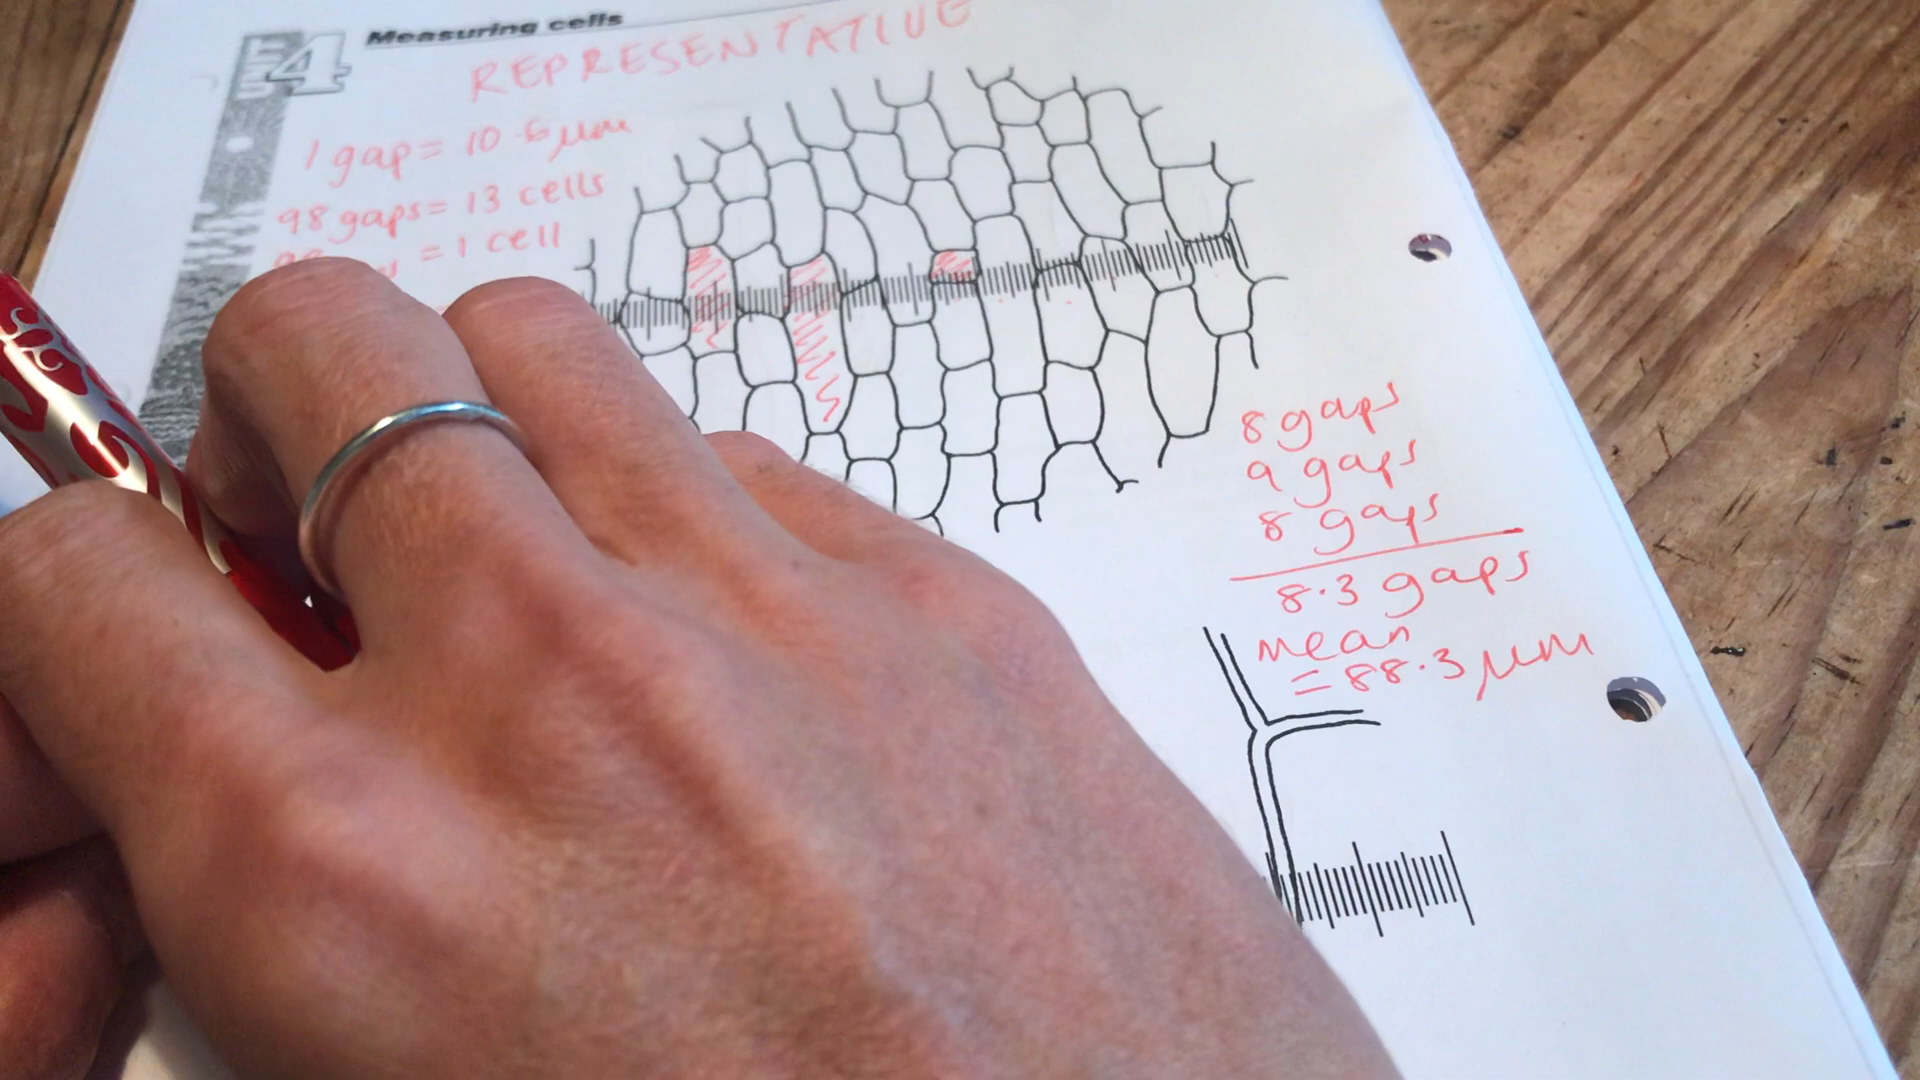 4
Measuring cells
REPRESENTATIVE
1 gap = 10.6 μm
98 gaps = 13 cells
= 1 cell
8 gaps
9 gaps
8 gaps
8.3 gaps
mean
= 88.3 μm